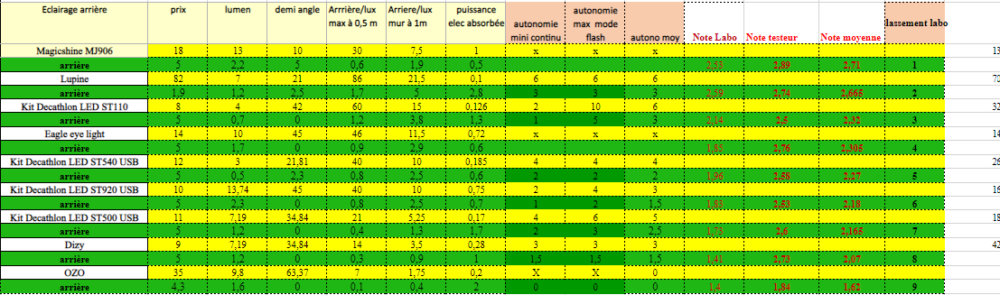 Eclairage arrière prix lumen demi angle Arrrière/lux max à 0,5 m Arriere/lux mur à 1m puissance elec absorbée autonomie mini continu autonomie max mode flash autono moy Note Labo Note testeur Note moyenne lassement labo
Magicshine MJ906 18 13 10 30 7,5 1 x x x 13
arrière 5 2,2 5 0,6 1,9 0,5 2,53 2,89 2,71 1
Lupine 82 7 21 86 21,5 0,1 6 6 6 70
arrière 1,9 1,2 2,5 1,7 5 2,8 3 3 3 2,59 2,74 2,665 2
Kit Decathlon LED ST110 8 4 42 60 15 0,126 2 10 6 32
arrière 5 0,7 0 1,2 3,8 1,3 1 5 3 2,14 2,5 2,32 3
Eagle eye light 14 10 45 46 11,5 0,72 x x x 14
arrière 5 1,7 0 0,9 2,9 0,6 1,85 2,76 2,305 4
Kit Decathlon LED ST540 USB 12 3 21,81 40 10 0,185 4 4 4 26
arrière 5 0,5 2,3 0,8 2,5 0,6 2 2 2 1,96 2,58 2,27 5
Kit Decathlon LED ST920 USB 10 13,74 45 40 10 0,75 2 4 3 16
arrière 5 2,3 0 0,8 2,5 0,7 1 2 1,5 1,83 2,53 2,18 6
Kit Decathlon LED ST500 USB 11 7,19 34,84 21 5,25 0,17 4 6 5 18
arrière 5 1,2 0 0,4 1,3 1,7 2 3 2,5 1,73 2,6 2,165 7
Dizy 9 7,19 34,84 14 3,5 0,28 3 3 3 42
arrière 5 1,2 0 0,3 0,9 1 1,5 1,5 1,5 1,41 2,73 2,07 8
OZO 35 9,8 63,37 7 1,75 0,2 X X 0
arrière 4,3 1,6 0 0,1 0,4 2 0 0 0 1,4 1,84 1,62 9